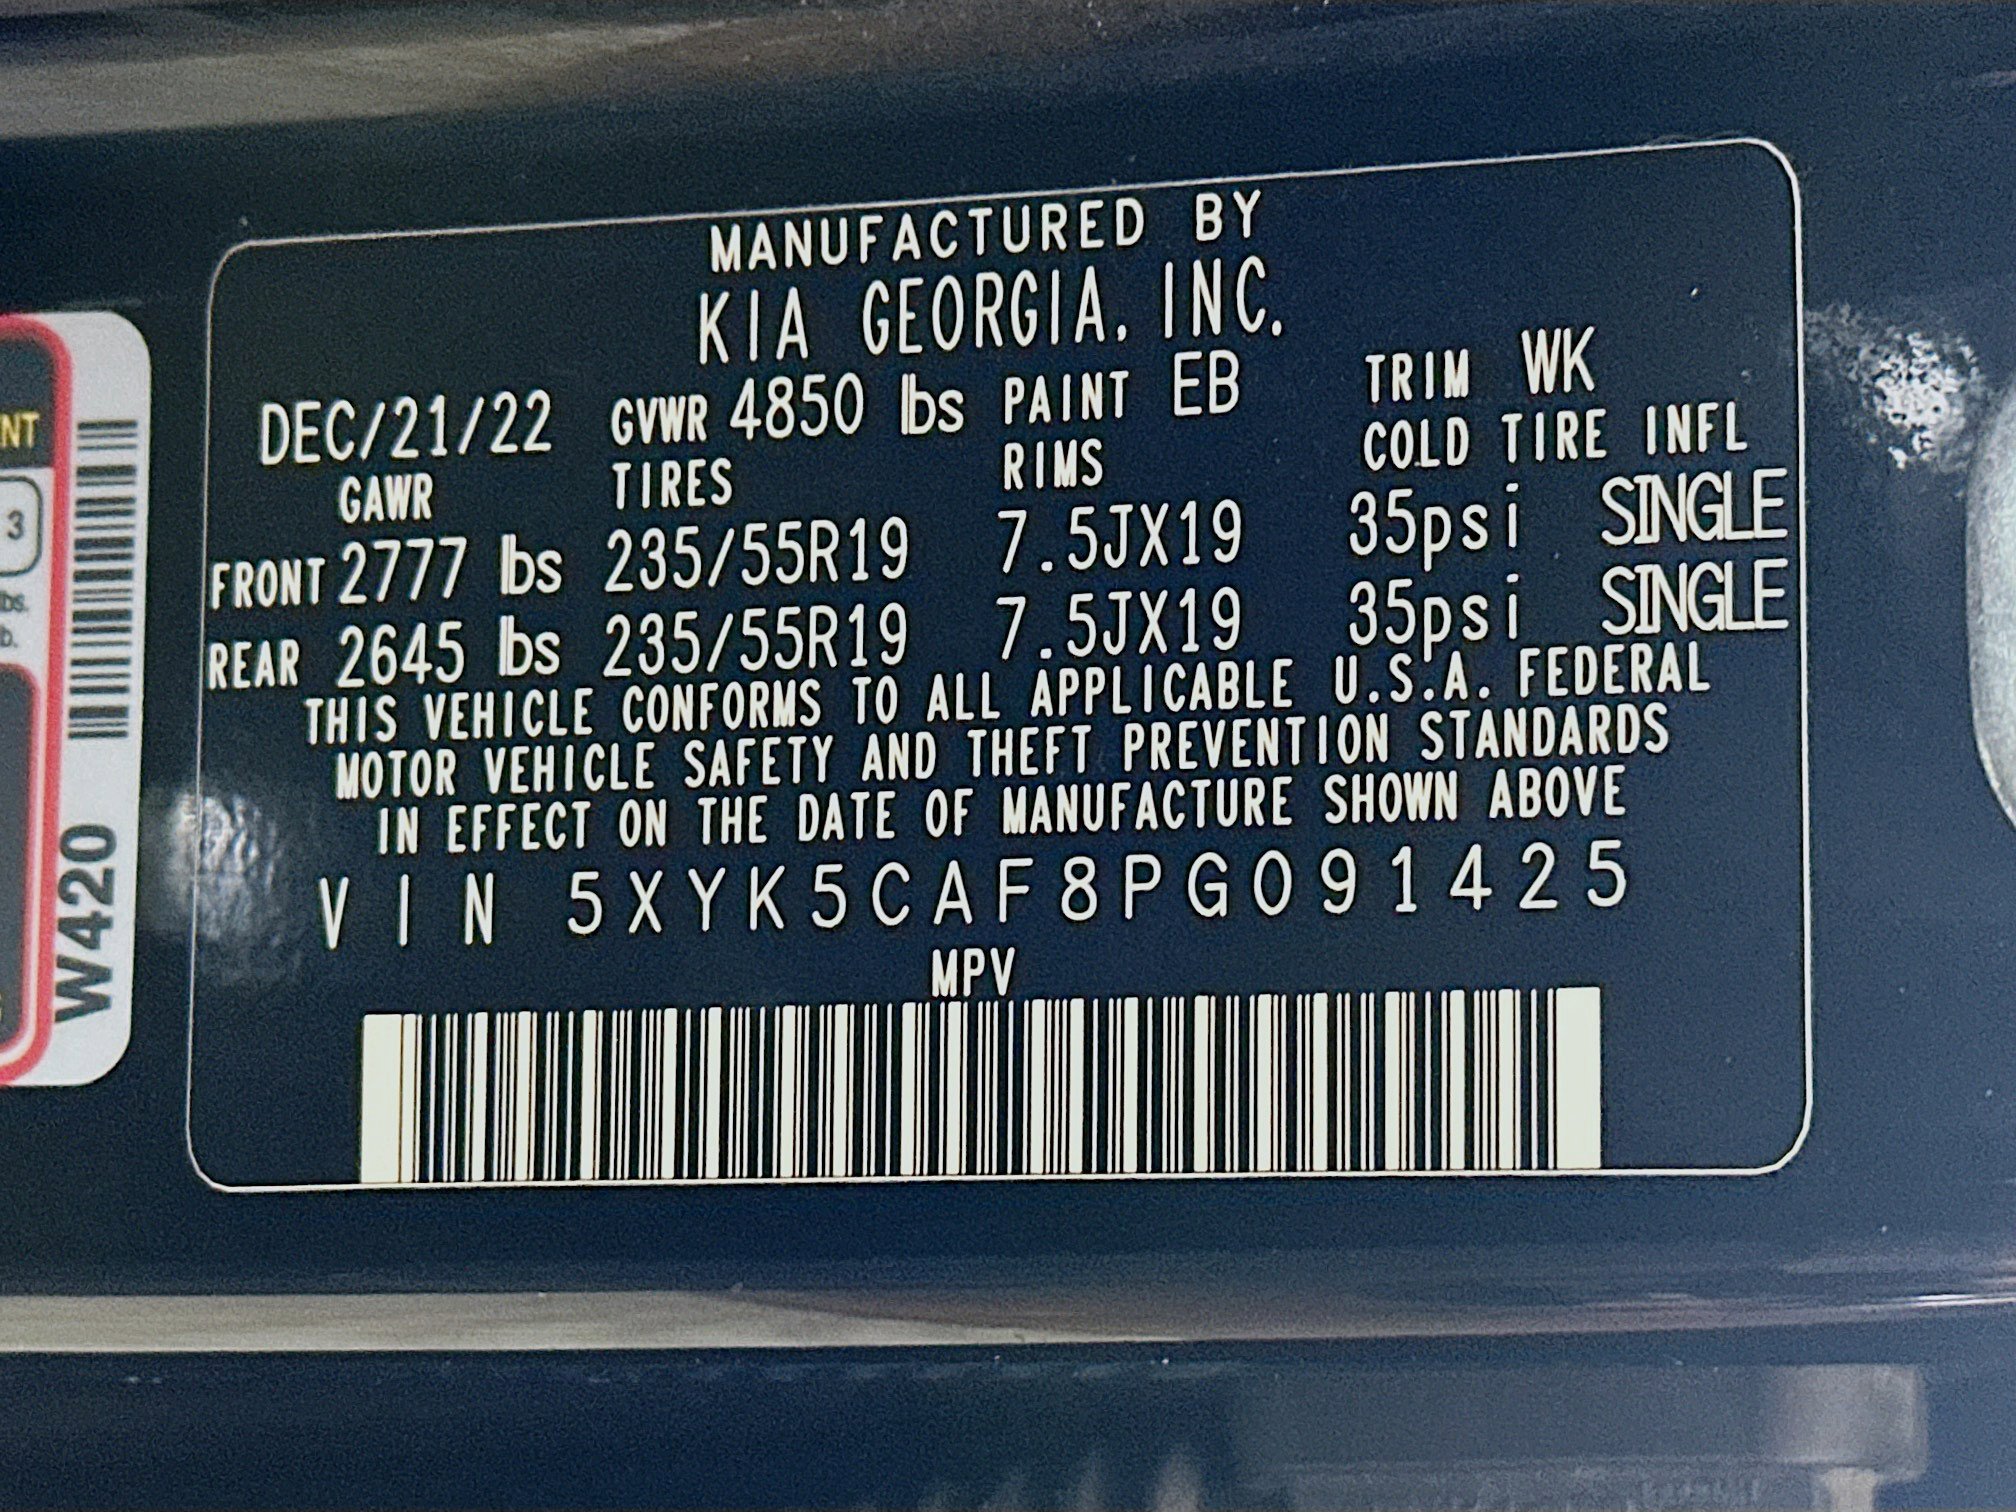 MANUFACTURED BY
KIA GEORGIA, INC.
DEC/21/22 GVWR 4850 lbs PAINT EB TRIM WK
GAWR TIRES RIMS COLD TIRE INFL
FRONT 2777 lbs 235/55R19 7.5JX19 35psi SINGLE
REAR 2645 lbs 235/55R19 7.5JX19 35psi SINGLE
THIS VEHICLE CONFORMS TO ALL APPLICABLE U.S.A. FEDERAL
MOTOR VEHICLE SAFETY AND THEFT PREVENTION STANDARDS
IN EFFECT ON THE DATE OF MANUFACTURE SHOWN ABOVE
VIN 5XYK5CAF8PG091425
MPV
NT
3
lbs.
b.
W420